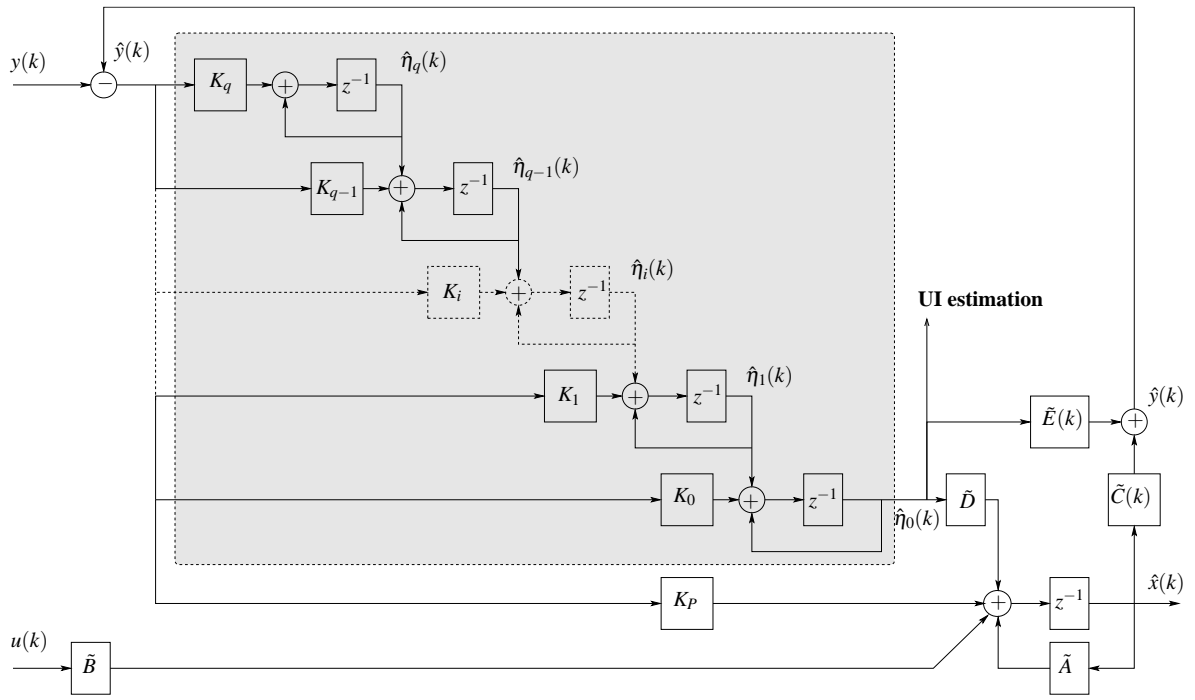 ŷ(k)
y(k)
−
K_q
+
z⁻¹
η̂_q(k)
K_{q−1}
+
z⁻¹
η̂_{q−1}(k)
K_i
+
z⁻¹
η̂_i(k)
UI estimation
K_1
+
z⁻¹
η̂_1(k)
Ẽ(k)
+
ŷ(k)
K_0
+
z⁻¹
η̂_0(k)
D̃
C̃(k)
K_P
+
z⁻¹
x̂(k)
u(k)
B̃
Ã